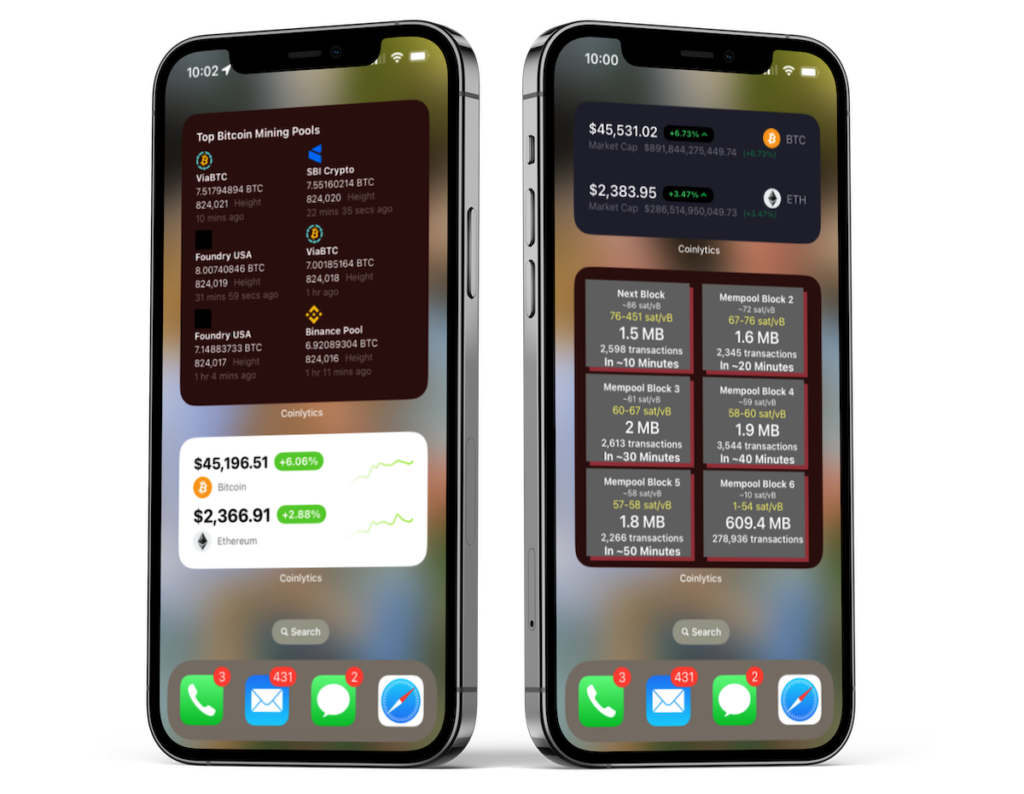 10:02
Top Bitcoin Mining Pools
ViaBTC
7.51794894 BTC
824,021 Height
10 mins ago
SBI Crypto
7.55160214 BTC
824,020 Height
22 mins 35 secs ago
Foundry USA
8.00740846 BTC
824,019 Height
31 mins 59 secs ago
ViaBTC
7.00185164 BTC
824,018 Height
1 hr ago
Foundry USA
7.14883733 BTC
824,017 Height
1 hr 4 mins ago
Binance Pool
6.92089304 BTC
824,016 Height
1 hr 11 mins ago
Coinlytics
$45,196.51 +6.06%
Bitcoin
$2,366.91 +2.88%
Ethereum
Coinlytics
Search
3
431
2
10:00
$45,531.02 +6.73%
BTC
Market Cap $891,844,275,449.74 (+6.73%)
$2,383.95 +3.47%
ETH
Market Cap $286,514,950,049.73 (+3.47%)
Coinlytics
Next Block
~86 sat/vB
76-451 sat/vB
1.5 MB
2,598 transactions
In ~10 Minutes
Mempool Block 2
~72 sat/vB
67-76 sat/vB
1.6 MB
2,345 transactions
In ~20 Minutes
Mempool Block 3
~61 sat/vB
60-67 sat/vB
2 MB
2,613 transactions
In ~30 Minutes
Mempool Block 4
~59 sat/vB
58-60 sat/vB
1.9 MB
3,544 transactions
In ~40 Minutes
Mempool Block 5
~58 sat/vB
57-58 sat/vB
1.8 MB
2,266 transactions
In ~50 Minutes
Mempool Block 6
~10 sat/vB
1-54 sat/vB
609.4 MB
278,936 transactions
Coinlytics
Search
3
431
2